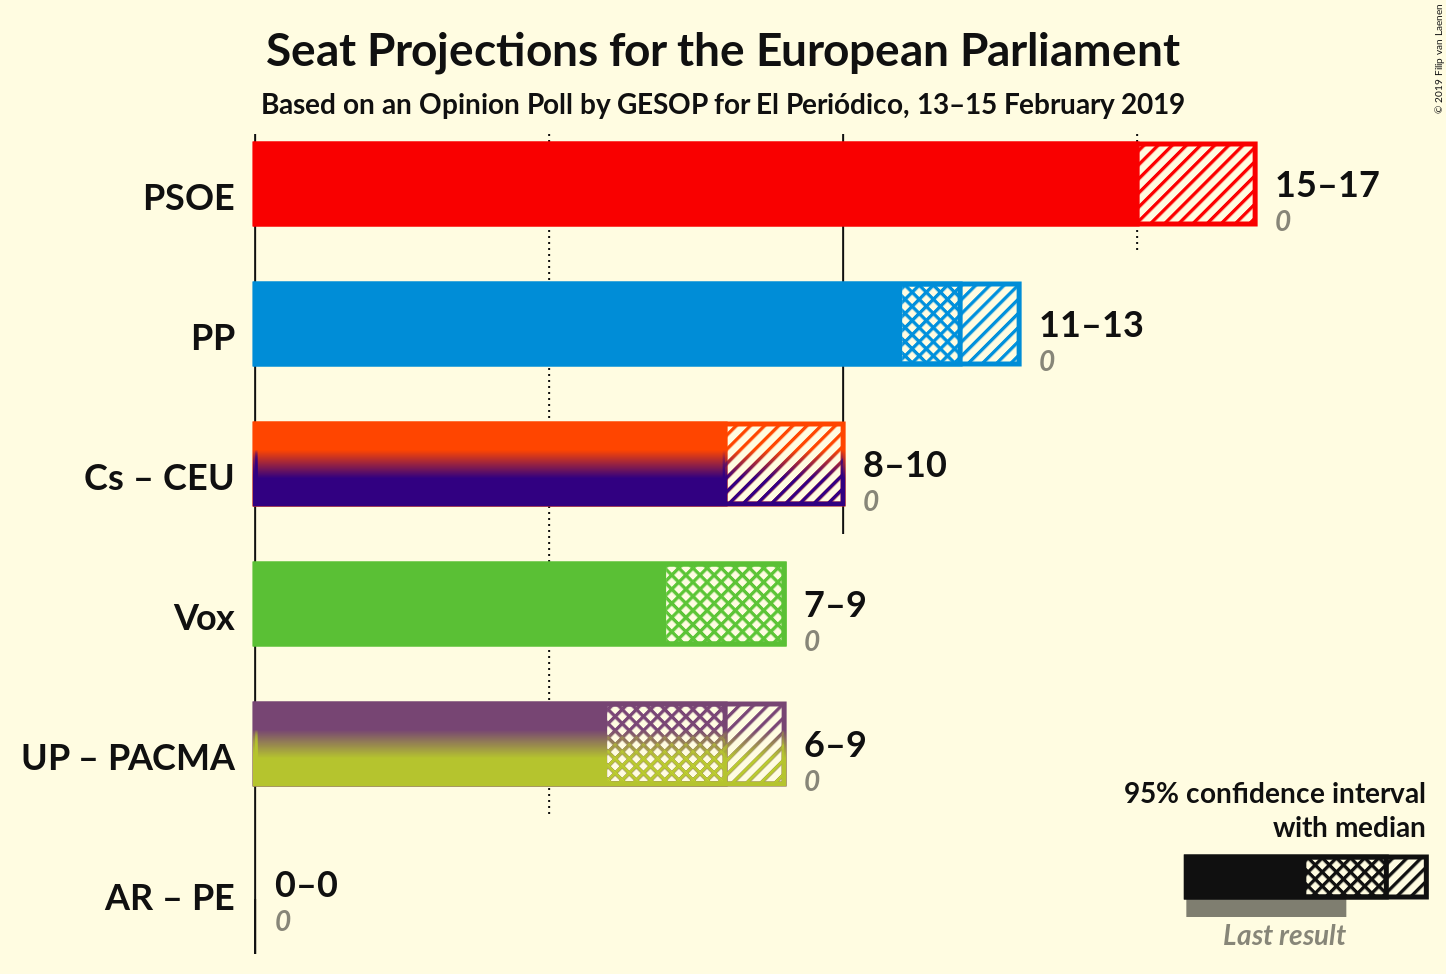 Seat Projections for the European Parliament
Based on an Opinion Poll by GESOP for El Periódico, 13–15 February 2019
© 2019 Filip van Laenen
PSOE
15–17
0
PP
11–13
0
Cs – CEU
8–10
0
Vox
7–9
0
UP – PACMA
6–9
0
AR – PE
0–0
0
95% confidence interval
with median
Last result